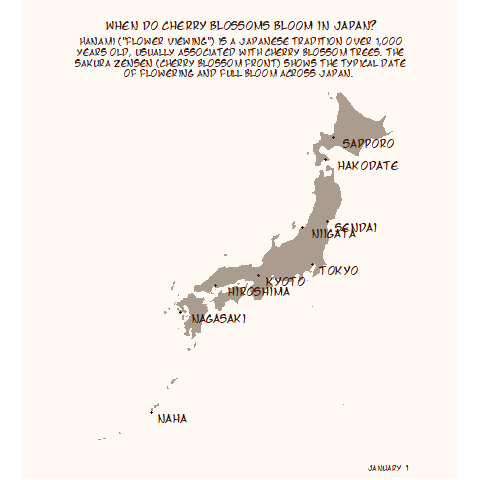 WHEN DO CHERRY BLOSSOMS BLOOM IN JAPAN?
HANAMI ("FLOWER VIEWING") IS A JAPANESE TRADITION OVER 1,000
YEARS OLD, USUALLY ASSOCIATED WITH CHERRY BLOSSOM TREES. THE
SAKURA ZENSEN (CHERRY BLOSSOM FRONT) SHOWS THE TYPICAL DATE
OF FLOWERING AND FULL BLOOM ACROSS JAPAN.
SAPPORO
HAKODATE
SENDAI
NIIGATA
TOKYO
KYOTO
HIROSHIMA
NAGASAKI
NAHA
JANUARY 1